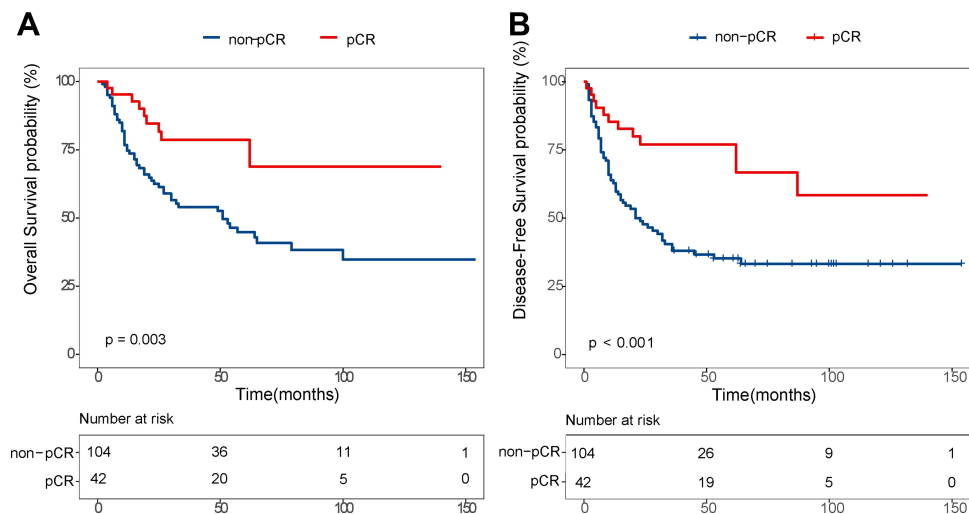 A
non-pCR pCR
Overall Survival probability (%)
100
75
50
25
0
p = 0.003
0 50 100 150
Time(months)
Number at risk
non-pCR 104 36 11 1
pCR 42 20 5 0
0 50 100 150
B
non-pCR pCR
Disease-Free Survival probability (%)
100
75
50
25
0
p < 0.001
0 50 100 150
Time(months)
Number at risk
non-pCR 104 26 9 1
pCR 42 19 5 0
0 50 100 150